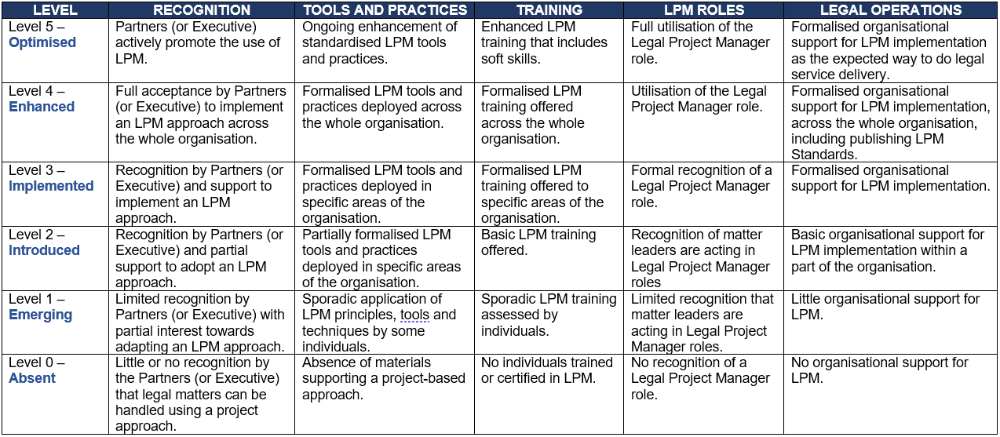 LEVEL
RECOGNITION
TOOLS AND PRACTICES
TRAINING
LPM ROLES
LEGAL OPERATIONS
Level 5 –
Optimised
Partners (or Executive)
actively promote the use of
LPM.
Ongoing enhancement of
standardised LPM tools
and practices.
Enhanced LPM
training that includes
soft skills.
Full utilisation of the
Legal Project Manager
role.
Formalised organisational
support for LPM implementation
as the expected way to do legal
service delivery.
Level 4 –
Enhanced
Full acceptance by Partners
(or Executive) to implement
an LPM approach across
the whole organisation.
Formalised LPM tools and
practices deployed across
the whole organisation.
Formalised LPM
training offered
across the whole
organisation.
Utilisation of the Legal
Project Manager role.
Formalised organisational
support for LPM implementation,
across the whole organisation,
including publishing LPM
Standards.
Level 3 –
Implemented
Recognition by Partners (or
Executive) and support to
implement an LPM
approach.
Formalised LPM tools and
practices deployed in
specific areas of the
organisation.
Formalised LPM
training offered to
specific areas of the
organisation.
Formal recognition of a
Legal Project Manager
role.
Formalised organisational
support for LPM implementation.
Level 2 –
Introduced
Recognition by Partners (or
Executive) and partial
support to adopt an LPM
approach.
Partially formalised LPM
tools and practices
deployed in specific areas
of the organisation.
Basic LPM training
offered.
Recognition of matter
leaders are acting in
Legal Project Manager
roles
Basic organisational support for
LPM implementation within a
part of the organisation.
Level 1 –
Emerging
Limited recognition by
Partners (or Executive) with
partial interest towards
adapting an LPM approach.
Sporadic application of
LPM principles, tools and
techniques by some
individuals.
Sporadic LPM training
assessed by
individuals.
Limited recognition that
matter leaders are
acting in Legal Project
Manager roles.
Little organisational support for
LPM.
Level 0 –
Absent
Little or no recognition by
the Partners (or Executive)
that legal matters can be
handled using a project
approach.
Absence of materials
supporting a project-based
approach.
No individuals trained
or certified in LPM.
No recognition of a
Legal Project Manager
role.
No organisational support for
LPM.